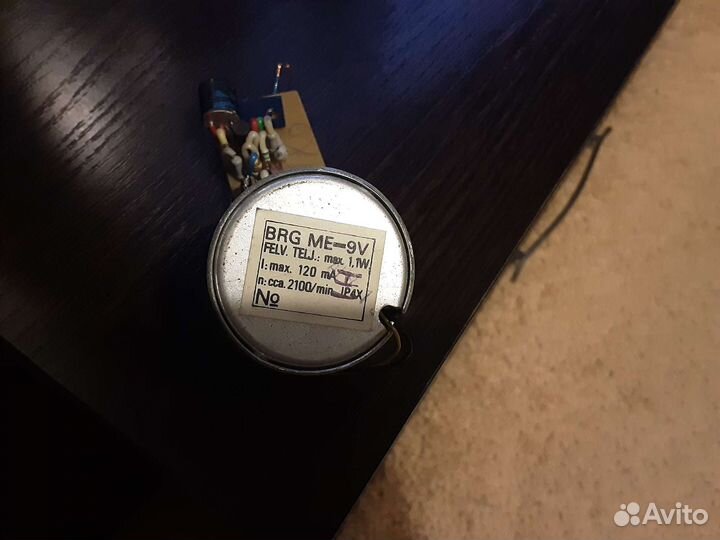 BRG ME-9V
FELV. TELJ.: max. 1,1W
I: max. 120 mA
n: cca. 2100/min. IP4X
No
Avito